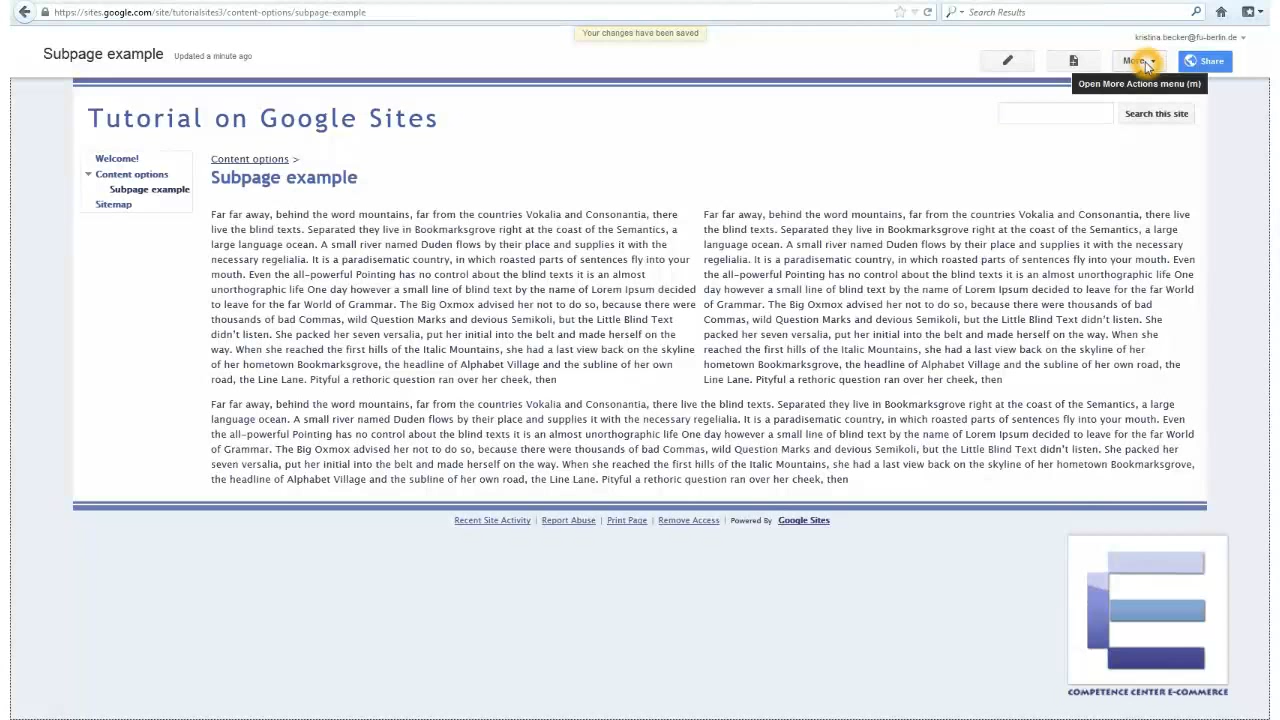 https://sites.google.com/site/tutorialsites3/content-options/subpage-example
Search Results
Your changes have been saved
kristina.becker@fu-berlin.de
Subpage example Updated a minute ago
More
Share
Open More Actions menu (m)
Tutorial on Google Sites
Search this site
Welcome!
Content options
Subpage example
Sitemap
Content options >
Subpage example
Far far away, behind the word mountains, far from the countries Vokalia and Consonantia, there
live the blind texts. Separated they live in Bookmarksgrove right at the coast of the Semantics, a
large language ocean. A small river named Duden flows by their place and supplies it with the
necessary regelialia. It is a paradisematic country, in which roasted parts of sentences fly into your
mouth. Even the all-powerful Pointing has no control about the blind texts it is an almost
unorthographic life One day however a small line of blind text by the name of Lorem Ipsum decided
to leave for the far World of Grammar. The Big Oxmox advised her not to do so, because there were
thousands of bad Commas, wild Question Marks and devious Semikoli, but the Little Blind Text
didn't listen. She packed her seven versalia, put her initial into the belt and made herself on the
way. When she reached the first hills of the Italic Mountains, she had a last view back on the skyline
of her hometown Bookmarksgrove, the headline of Alphabet Village and the subline of her own
road, the Line Lane. Pityful a rethoric question ran over her cheek, then
Far far away, behind the word mountains, far from the countries Vokalia and Consonantia, there live
the blind texts. Separated they live in Bookmarksgrove right at the coast of the Semantics, a large
language ocean. A small river named Duden flows by their place and supplies it with the necessary
regelialia. It is a paradisematic country, in which roasted parts of sentences fly into your mouth. Even
the all-powerful Pointing has no control about the blind texts it is an almost unorthographic life One
day however a small line of blind text by the name of Lorem Ipsum decided to leave for the far World
of Grammar. The Big Oxmox advised her not to do so, because there were thousands of bad
Commas, wild Question Marks and devious Semikoli, but the Little Blind Text didn't listen. She
packed her seven versalia, put her initial into the belt and made herself on the way. When she
reached the first hills of the Italic Mountains, she had a last view back on the skyline of her
hometown Bookmarksgrove, the headline of Alphabet Village and the subline of her own road, the
Line Lane. Pityful a rethoric question ran over her cheek, then
Far far away, behind the word mountains, far from the countries Vokalia and Consonantia, there live the blind texts. Separated they live in Bookmarksgrove right at the coast of the Semantics, a large
language ocean. A small river named Duden flows by their place and supplies it with the necessary regelialia. It is a paradisematic country, in which roasted parts of sentences fly into your mouth. Even
the all-powerful Pointing has no control about the blind texts it is an almost unorthographic life One day however a small line of blind text by the name of Lorem Ipsum decided to leave for the far World
of Grammar. The Big Oxmox advised her not to do so, because there were thousands of bad Commas, wild Question Marks and devious Semikoli, but the Little Blind Text didn't listen. She packed her
seven versalia, put her initial into the belt and made herself on the way. When she reached the first hills of the Italic Mountains, she had a last view back on the skyline of her hometown Bookmarksgrove,
the headline of Alphabet Village and the subline of her own road, the Line Lane. Pityful a rethoric question ran over her cheek, then
Recent Site Activity | Report Abuse | Print Page | Remove Access | Powered By Google Sites
COMPETENCE CENTER E-COMMERCE